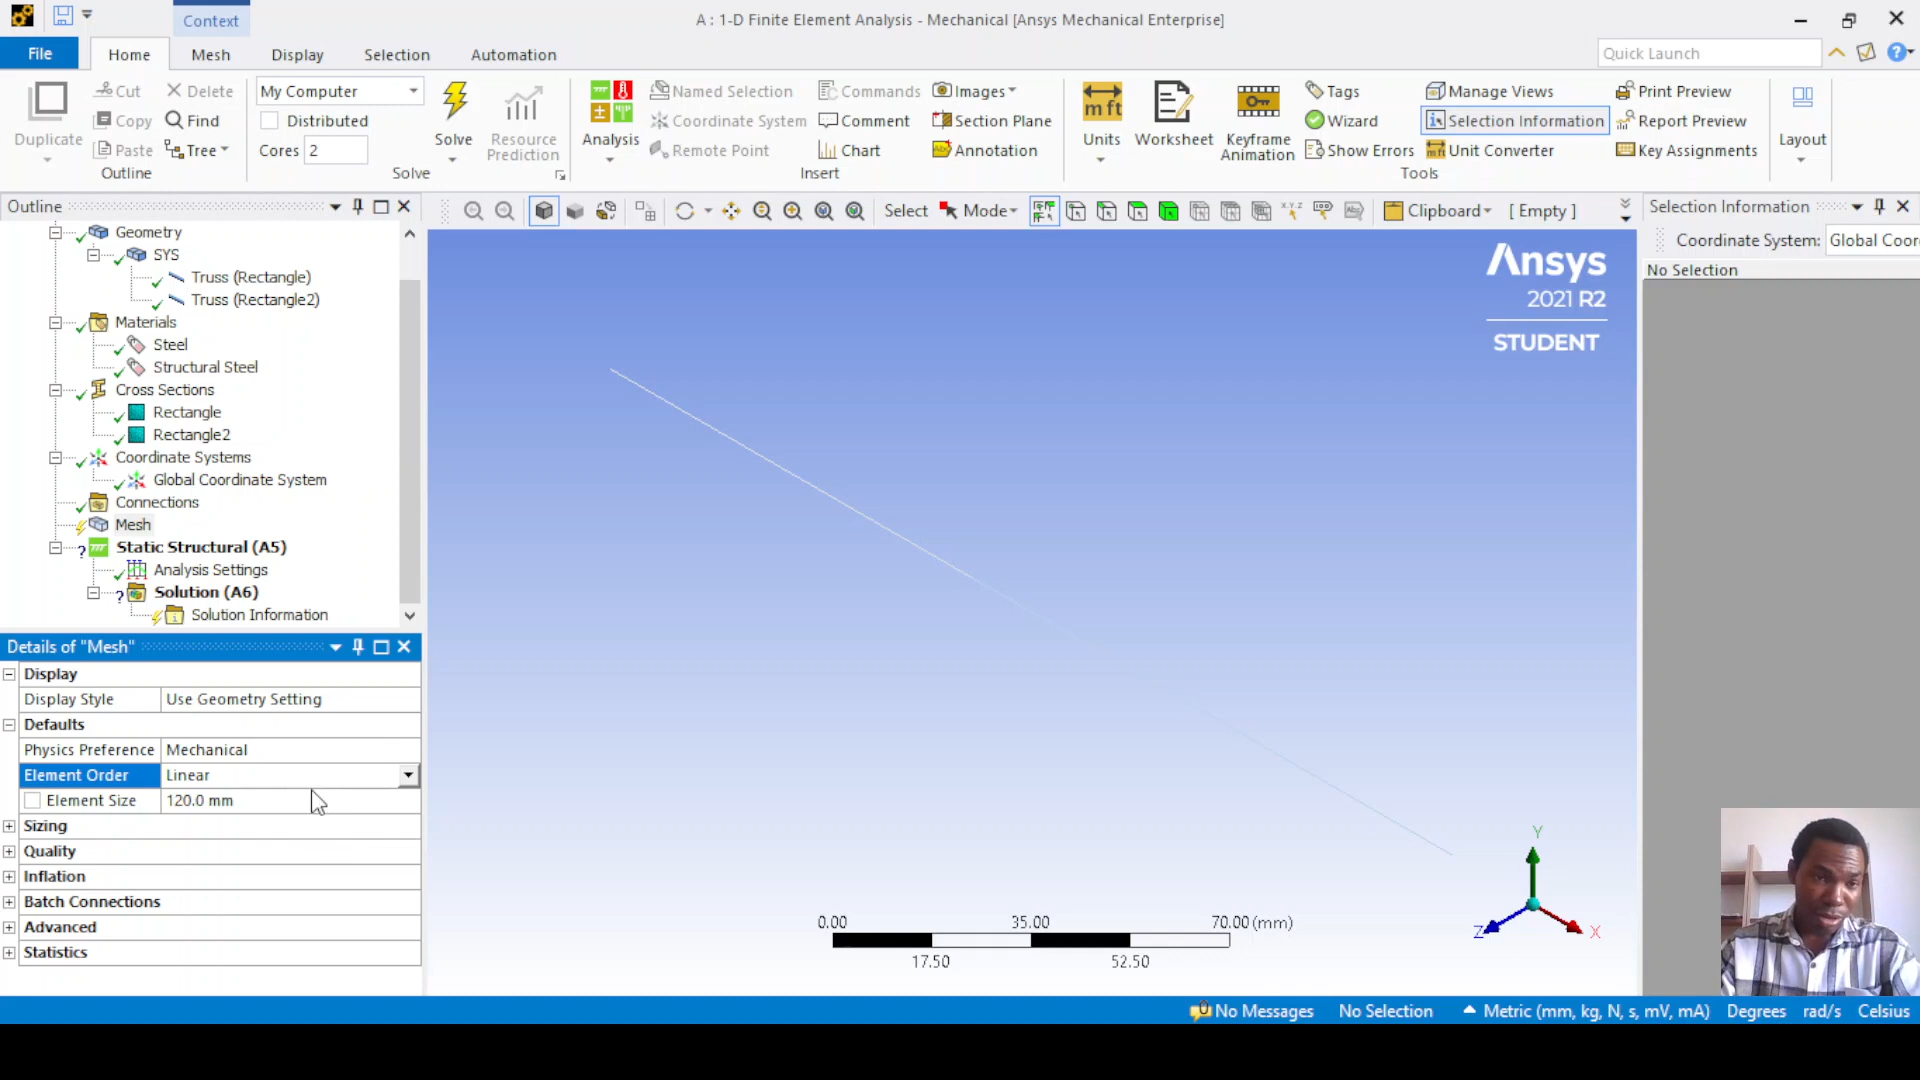 Context
A : 1-D Finite Element Analysis - Mechanical [Ansys Mechanical Enterprise]
File
Home
Mesh
Display
Selection
Automation
Quick Launch
Duplicate
Cut
Copy
Paste
Delete
Find
Tree
Outline
My Computer
Distributed
Cores 2
Solve
Resource Prediction
Solve
Analysis
Named Selection
Coordinate System
Remote Point
Commands
Comment
Chart
Images
Section Plane
Annotation
Insert
Units
Worksheet
Keyframe Animation
Tags
Wizard
Show Errors
Manage Views
Selection Information
Unit Converter
Print Preview
Report Preview
Key Assignments
Tools
Layout
Outline
Geometry
SYS
Truss (Rectangle)
Truss (Rectangle2)
Materials
Steel
Structural Steel
Cross Sections
Rectangle
Rectangle2
Coordinate Systems
Global Coordinate System
Connections
Mesh
Static Structural (A5)
Analysis Settings
Solution (A6)
Solution Information
Details of "Mesh"
Display
Display Style Use Geometry Setting
Defaults
Physics Preference Mechanical
Element Order Linear
Element Size 120.0 mm
Sizing
Quality
Inflation
Batch Connections
Advanced
Statistics
Select
Mode
Clipboard
[ Empty ]
Ansys
2021 R2
STUDENT
0.00 35.00 70.00 (mm)
17.50 52.50
Y
Z
X
Selection Information
Coordinate System: Global Coor
No Selection
No Messages
No Selection
Metric (mm, kg, N, s, mV, mA)
Degrees
rad/s
Celsius